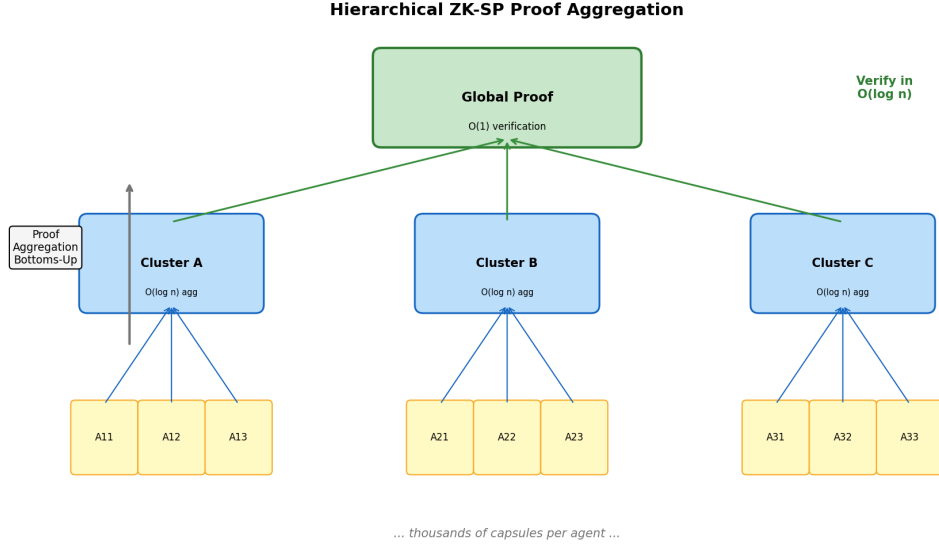 Hierarchical ZK-SP Proof Aggregation
Global Proof
O(1) verification
Verify in
O(log n)
Proof
Aggregation
Bottoms-Up
Cluster A
O(log n) agg
Cluster B
O(log n) agg
Cluster C
O(log n) agg
A11
A12
A13
A21
A22
A23
A31
A32
A33
... thousands of capsules per agent ...